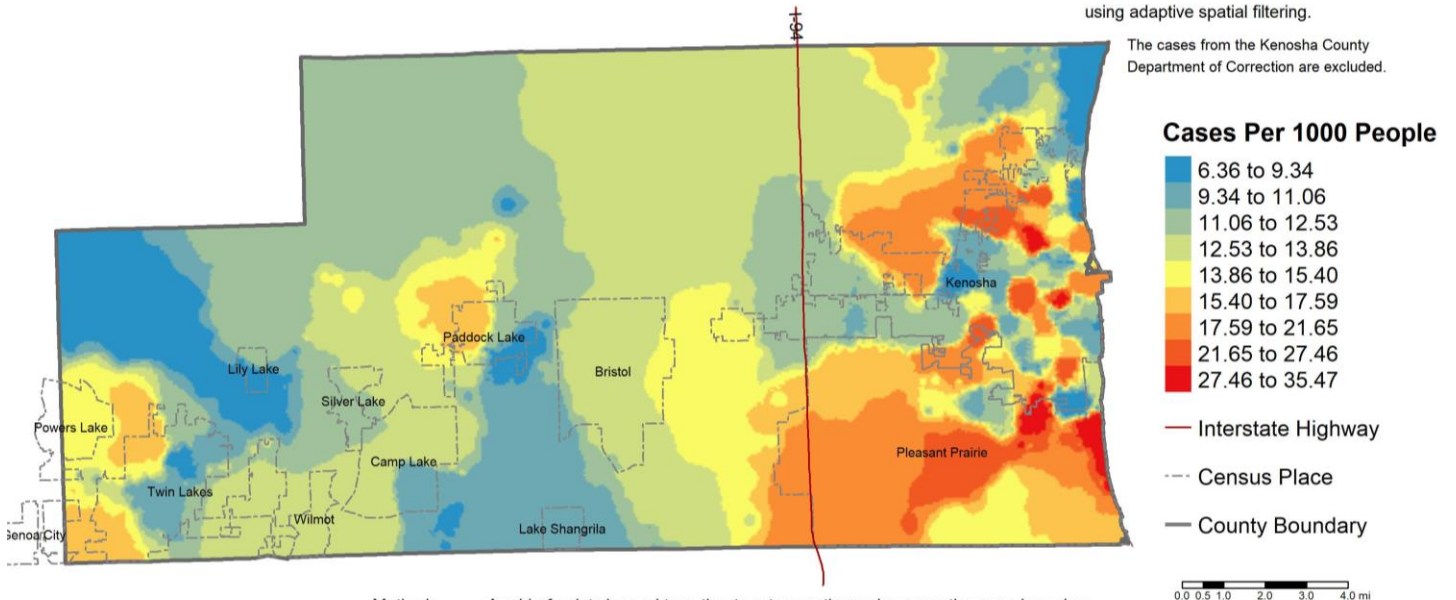 using adaptive spatial filtering.
The cases from the Kenosha County
Department of Correction are excluded.
I-94
Cases Per 1000 People
6.36 to 9.34
9.34 to 11.06
11.06 to 12.53
12.53 to 13.86
13.86 to 15.40
15.40 to 17.59
17.59 to 21.65
21.65 to 27.46
27.46 to 35.47
Interstate Highway
Census Place
County Boundary
0.0 0.5 1.0 2.0 3.0 4.0 mi
Kenosha
Paddock Lake
Lily Lake
Bristol
Silver Lake
Powers Lake
Camp Lake
Pleasant Prairie
Twin Lakes
Wilmot
Lake Shangrila
Genoa City